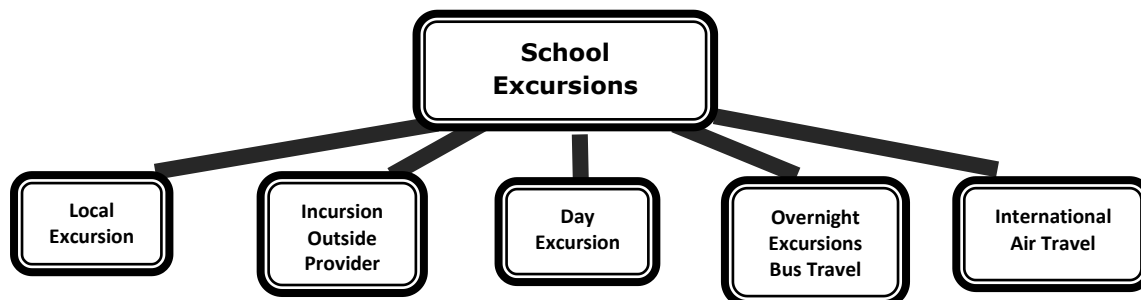 School
Excursions
Local
Excursion
Incursion
Outside
Provider
Day
Excursion
Overnight
Excursions
Bus Travel
International
Air Travel